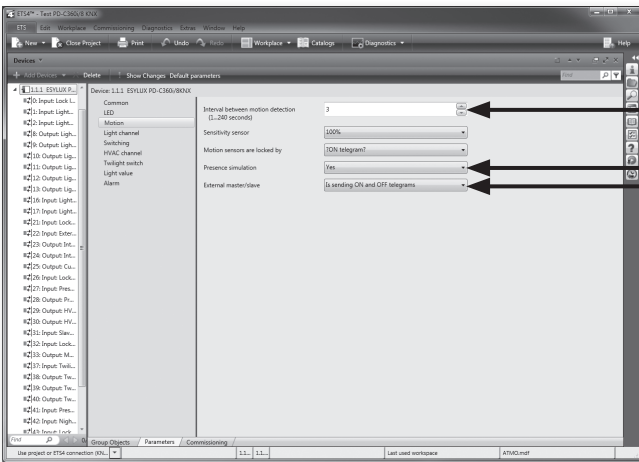 ETS4™ - Test PD-C360i/8 KNX
ETS Edit Workplace Commissioning Diagnostics Extras Window Help
New Close Project Print Undo Redo Workplace Catalogs Diagnostics Help
Devices
Add Devices Delete Show Changes Default parameters Find
1.1.1 ESYLUX P...
0: Input: Lock l...
1: Input: Light...
2: Input: Light...
8: Output: Ligh...
9: Output: Ligh...
10: Output: Lig...
11: Output: Lig...
12: Output: Lig...
13: Output: Lig...
16: Input: Light...
17: Input: Light...
21: Input: Lock...
22: Input: Exter...
23: Output: Int...
24: Output: Int...
25: Output: Cu...
26: Input: Lock...
27: Input: Pres...
28: Output: Pr...
29: Output: HV...
30: Output: HV...
31: Input: Slav...
32: Input: Lock...
33: Output: M...
37: Input: Twili...
38: Output: Tw...
39: Output: Tw...
40: Output: Tw...
41: Input: Pres...
42: Input: Nigh...
43: Input: Lock
Find
Device: 1.1.1 ESYLUX PD-C360i/8KNX
Common
LED
Motion
Light channel
Switching
HVAC channel
Twilight switch
Light value
Alarm
Interval between motion detection (1...240 seconds) 3
Sensitivity sensor 100%
Motion sensors are locked by ?ON telegram?
Presence simulation Yes
External master/slave Is sending ON and OFF telegrams
Group Objects Parameters Commissioning
Use project or ETS4 connection (KN... 1.1... 1.1... Last used workspace ATMO.mdf